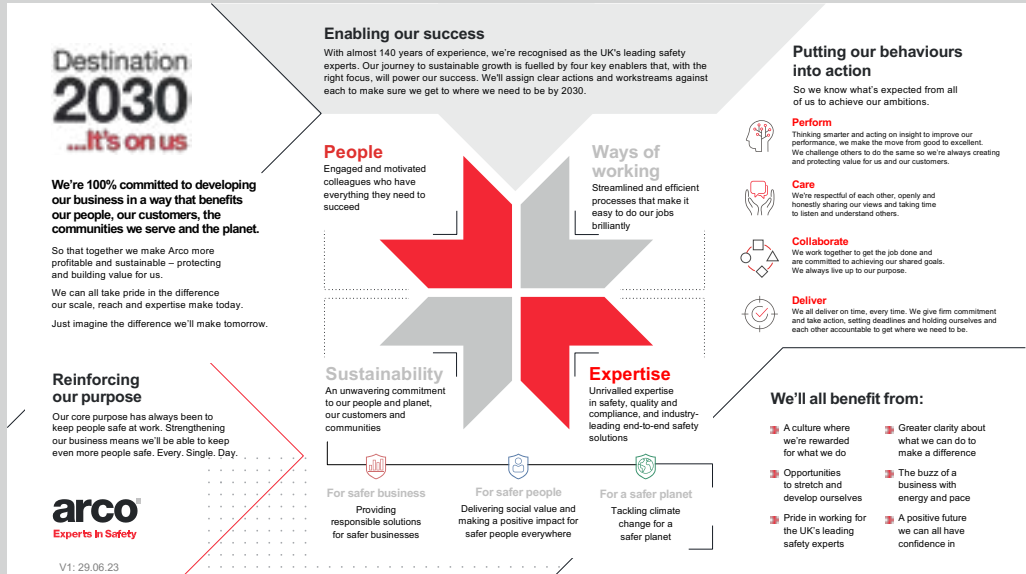 Destination
2030
...It's on us
We're 100% committed to developing
our business in a way that benefits
our people, our customers, the
communities we serve and the planet.
So that together we make Arco more
profitable and sustainable – protecting
and building value for us.
We can all take pride in the difference
our scale, reach and expertise make today.
Just imagine the difference we'll make tomorrow.
Reinforcing
our purpose
Our core purpose has always been to
keep people safe at work. Strengthening
our business means we'll be able to keep
even more people safe. Every. Single. Day.
arco
Experts in Safety
V1: 29.06.23
Enabling our success
With almost 140 years of experience, we're recognised as the UK's leading safety
experts. Our journey to sustainable growth is fuelled by four key enablers that, with the
right focus, will power our success. We'll assign clear actions and workstreams against
each to make sure we get to where we need to be by 2030.
People
Engaged and motivated
colleagues who have
everything they need to
succeed
Ways of
working
Streamlined and efficient
processes that make it
easy to do our jobs
brilliantly
Sustainability
An unwavering commitment
to our people and planet,
our customers and
communities
Expertise
Unrivalled expertise
in safety, quality and
compliance, and industry-
leading end-to-end safety
solutions
For safer business
Providing
responsible solutions
for safer businesses
For safer people
Delivering social value and
making a positive impact for
safer people everywhere
For a safer planet
Tackling climate
change for a
safer planet
Putting our behaviours
into action
So we know what's expected from all
of us to achieve our ambitions.
Perform
Thinking smarter and acting on insight to improve our
performance, we make the move from good to excellent.
We challenge others to do the same so we're always creating
and protecting value for us and our customers.
Care
We're respectful of each other, openly and
honestly sharing our views and taking time
to listen and understand others.
Collaborate
We work together to get the job done and
are committed to achieving our shared goals.
We always live up to our purpose.
Deliver
We all deliver on time, every time. We give firm commitment
and take action, setting deadlines and holding ourselves and
each other accountable to get where we need to be.
We'll all benefit from:
A culture where
we're rewarded
for what we do
Opportunities
to stretch and
develop ourselves
Pride in working for
the UK's leading
safety experts
Greater clarity about
what we can do to
make a difference
The buzz of a
business with
energy and pace
A positive future
we can all have
confidence in